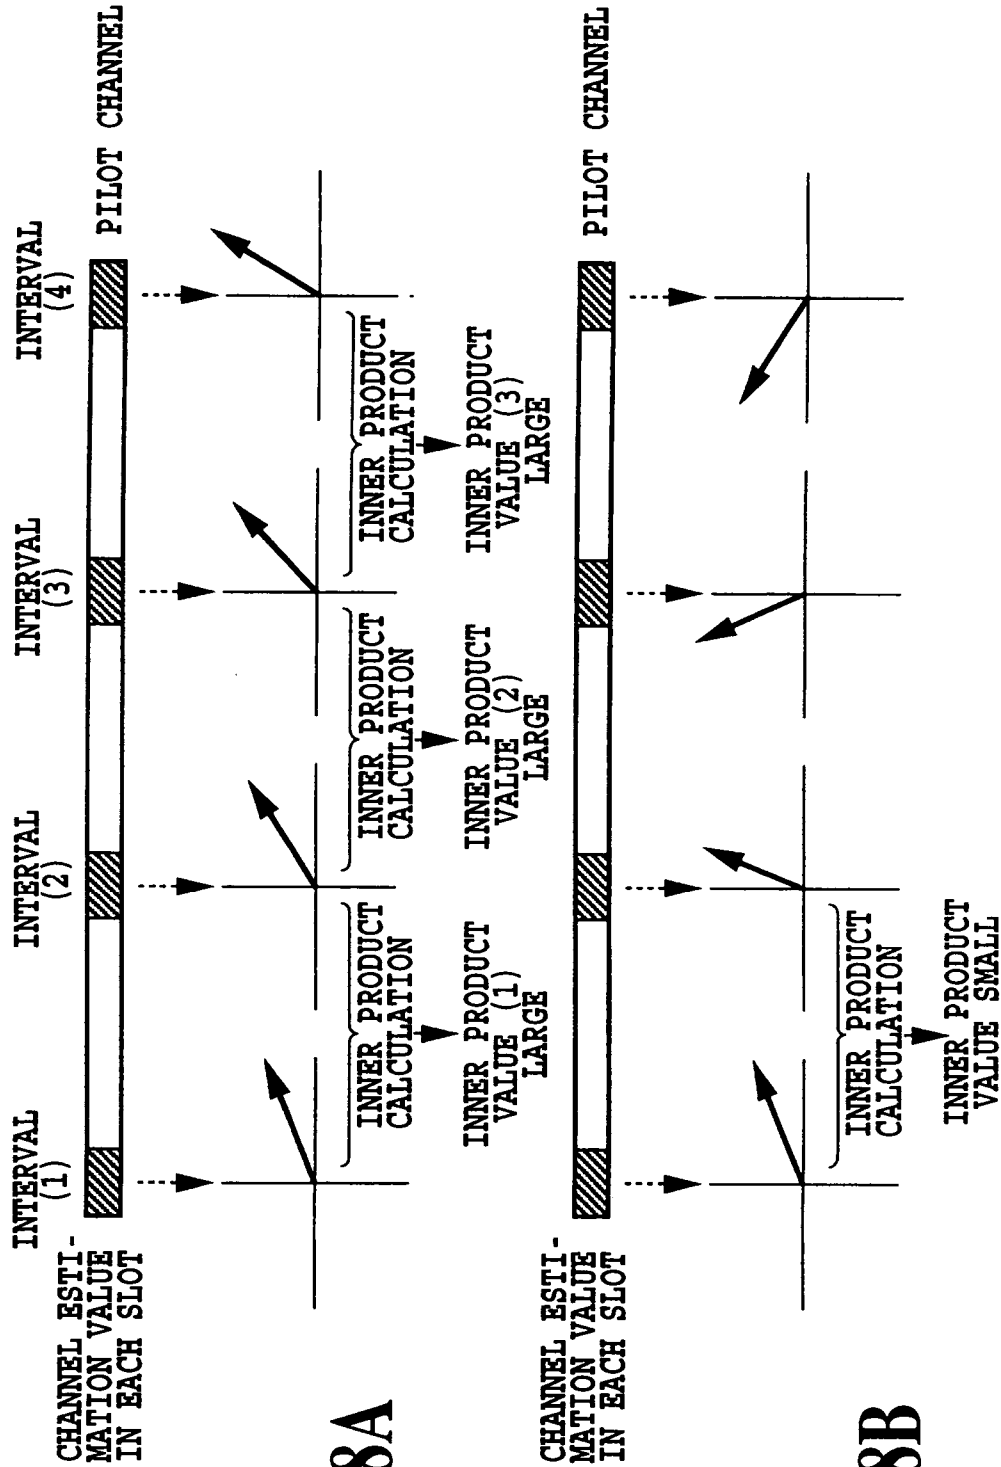 INTERVAL
(1)
INTERVAL
(2)
INTERVAL
(3)
INTERVAL
(4)
CHANNEL ESTI-
MATION VALUE
IN EACH SLOT
PILOT CHANNEL
INNER PRODUCT
CALCULATION
INNER PRODUCT
CALCULATION
INNER PRODUCT
CALCULATION
INNER PRODUCT
VALUE (1)
LARGE
INNER PRODUCT
VALUE (2)
LARGE
INNER PRODUCT
VALUE (3)
LARGE
8A
CHANNEL ESTI-
MATION VALUE
IN EACH SLOT
PILOT CHANNEL
INNER PRODUCT
CALCULATION
INNER PRODUCT
VALUE SMALL
8B